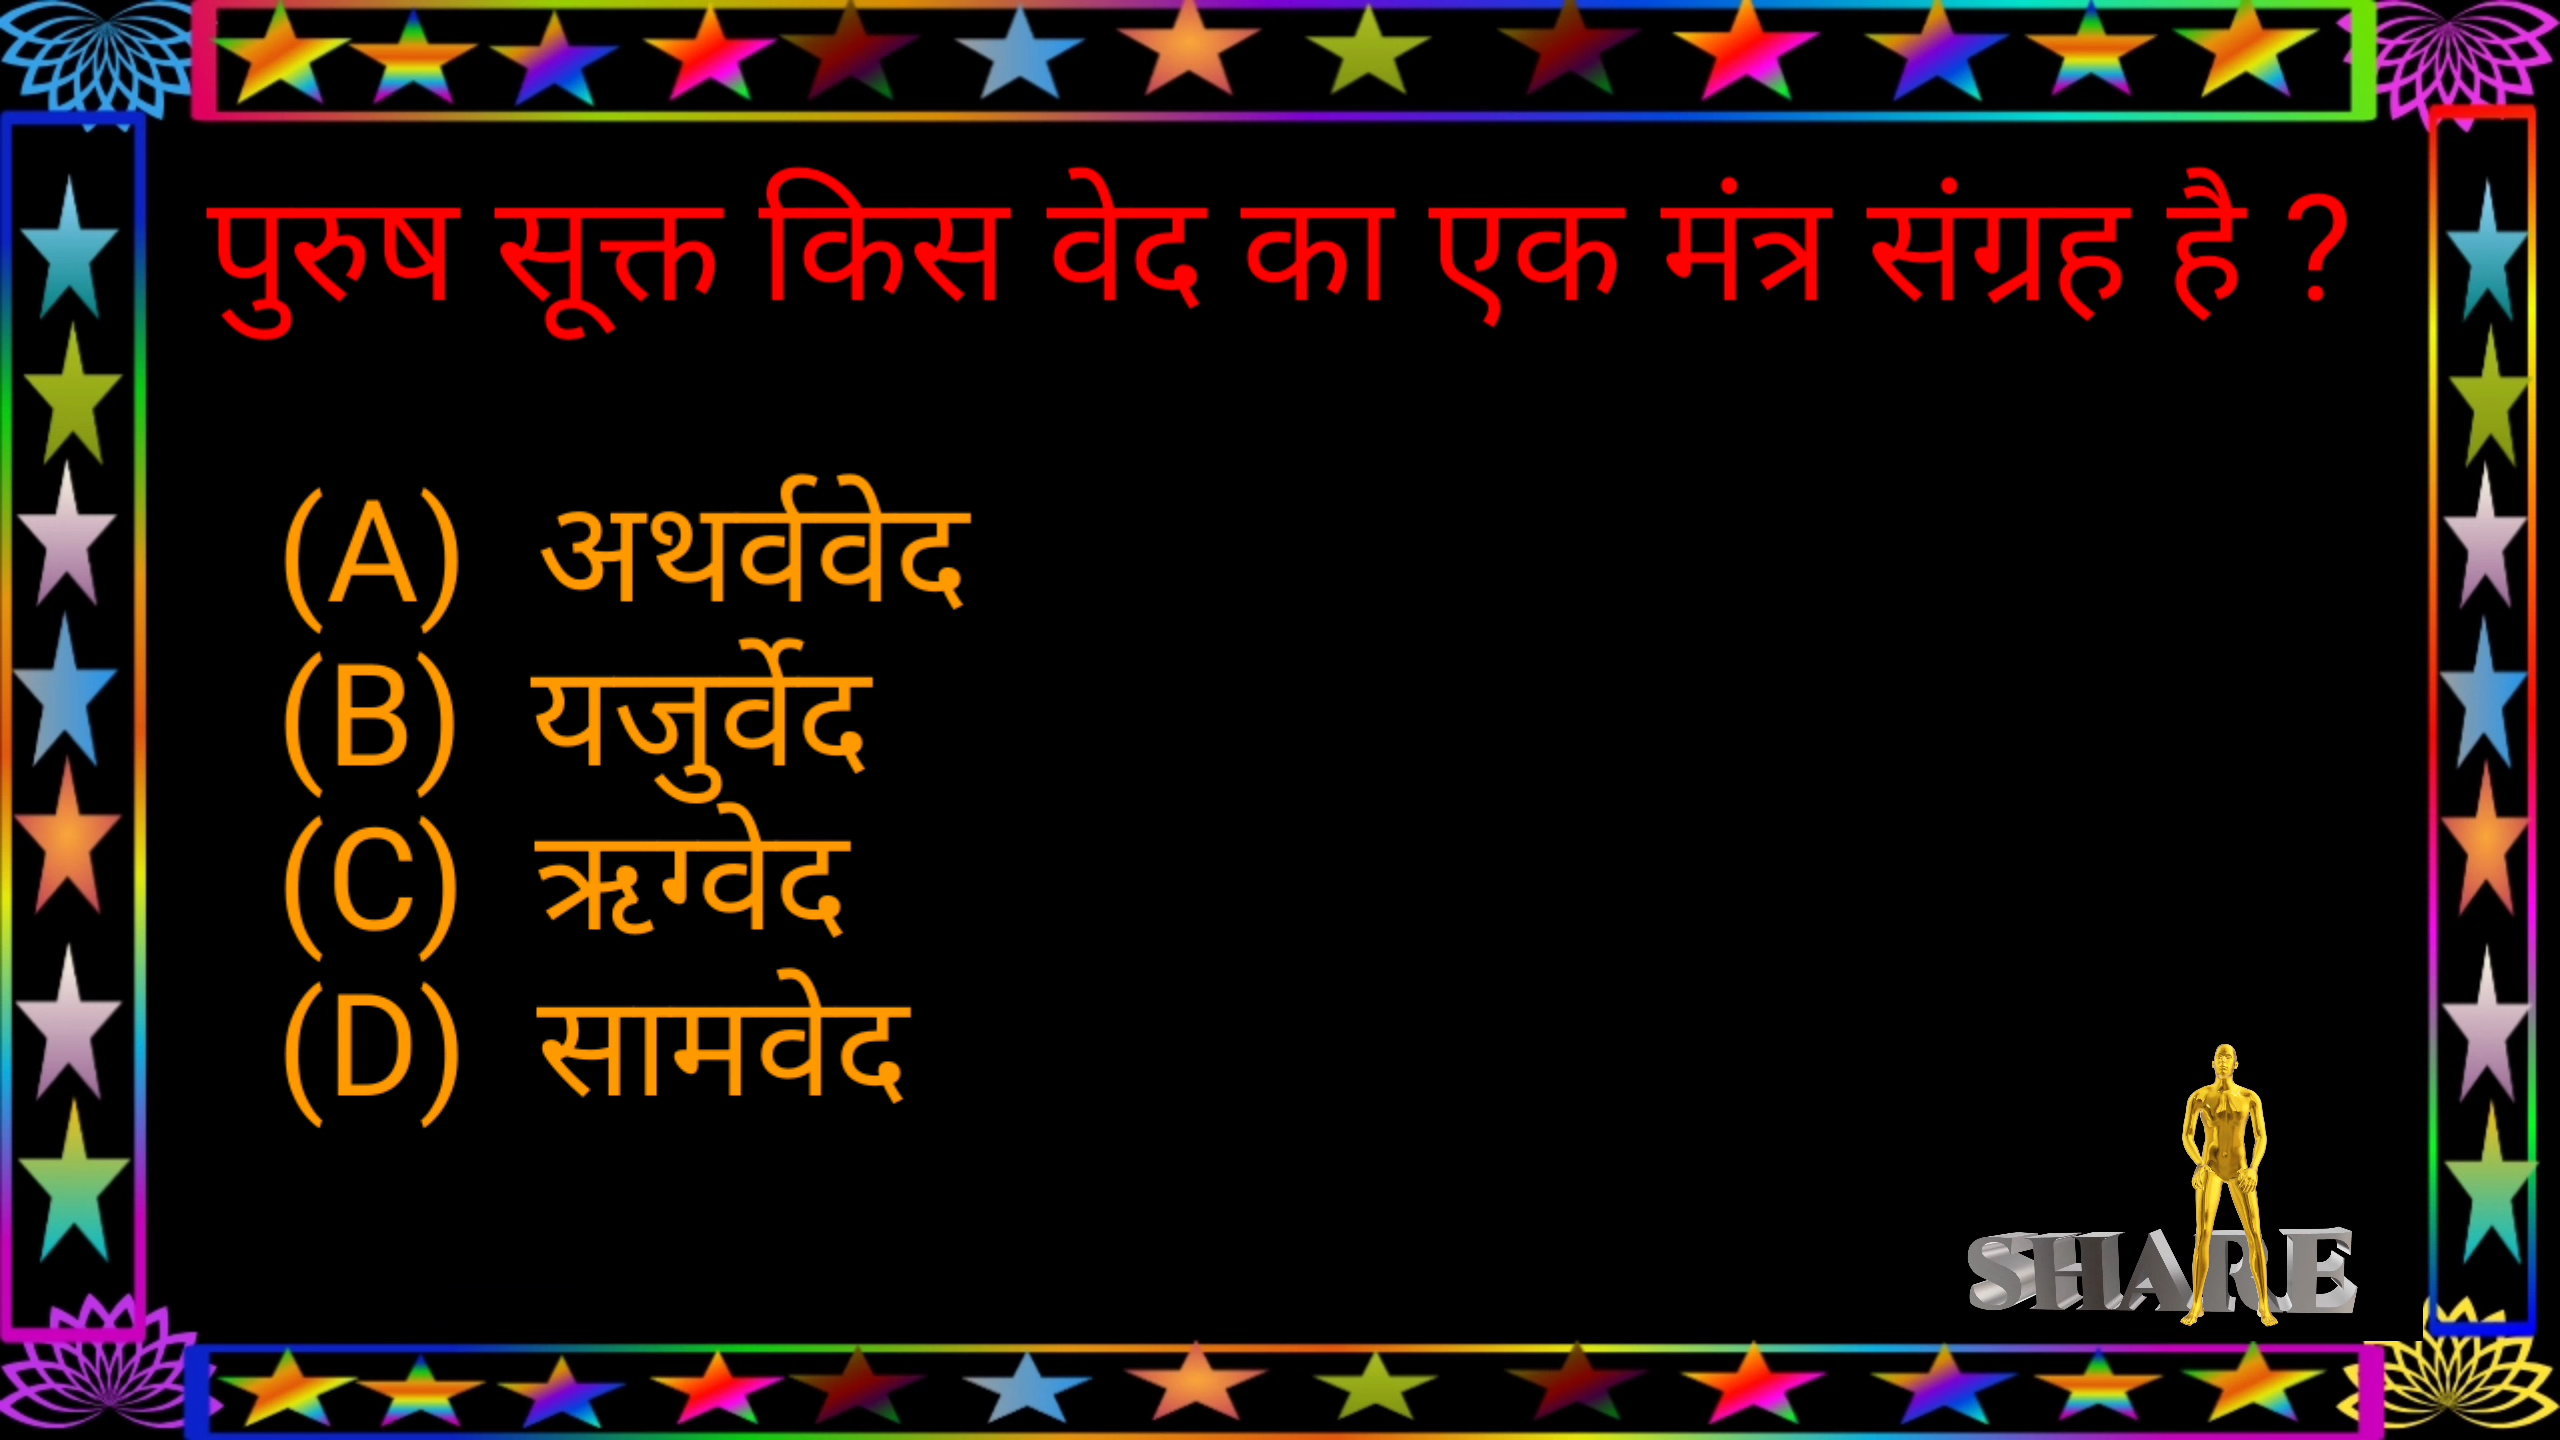 पुरुष सूक्त किस वेद का एक मंत्र संग्रह है ?
(A) अथर्ववेद
(B) यजुर्वेद
(C) ऋग्वेद
(D) सामवेद
SHARE